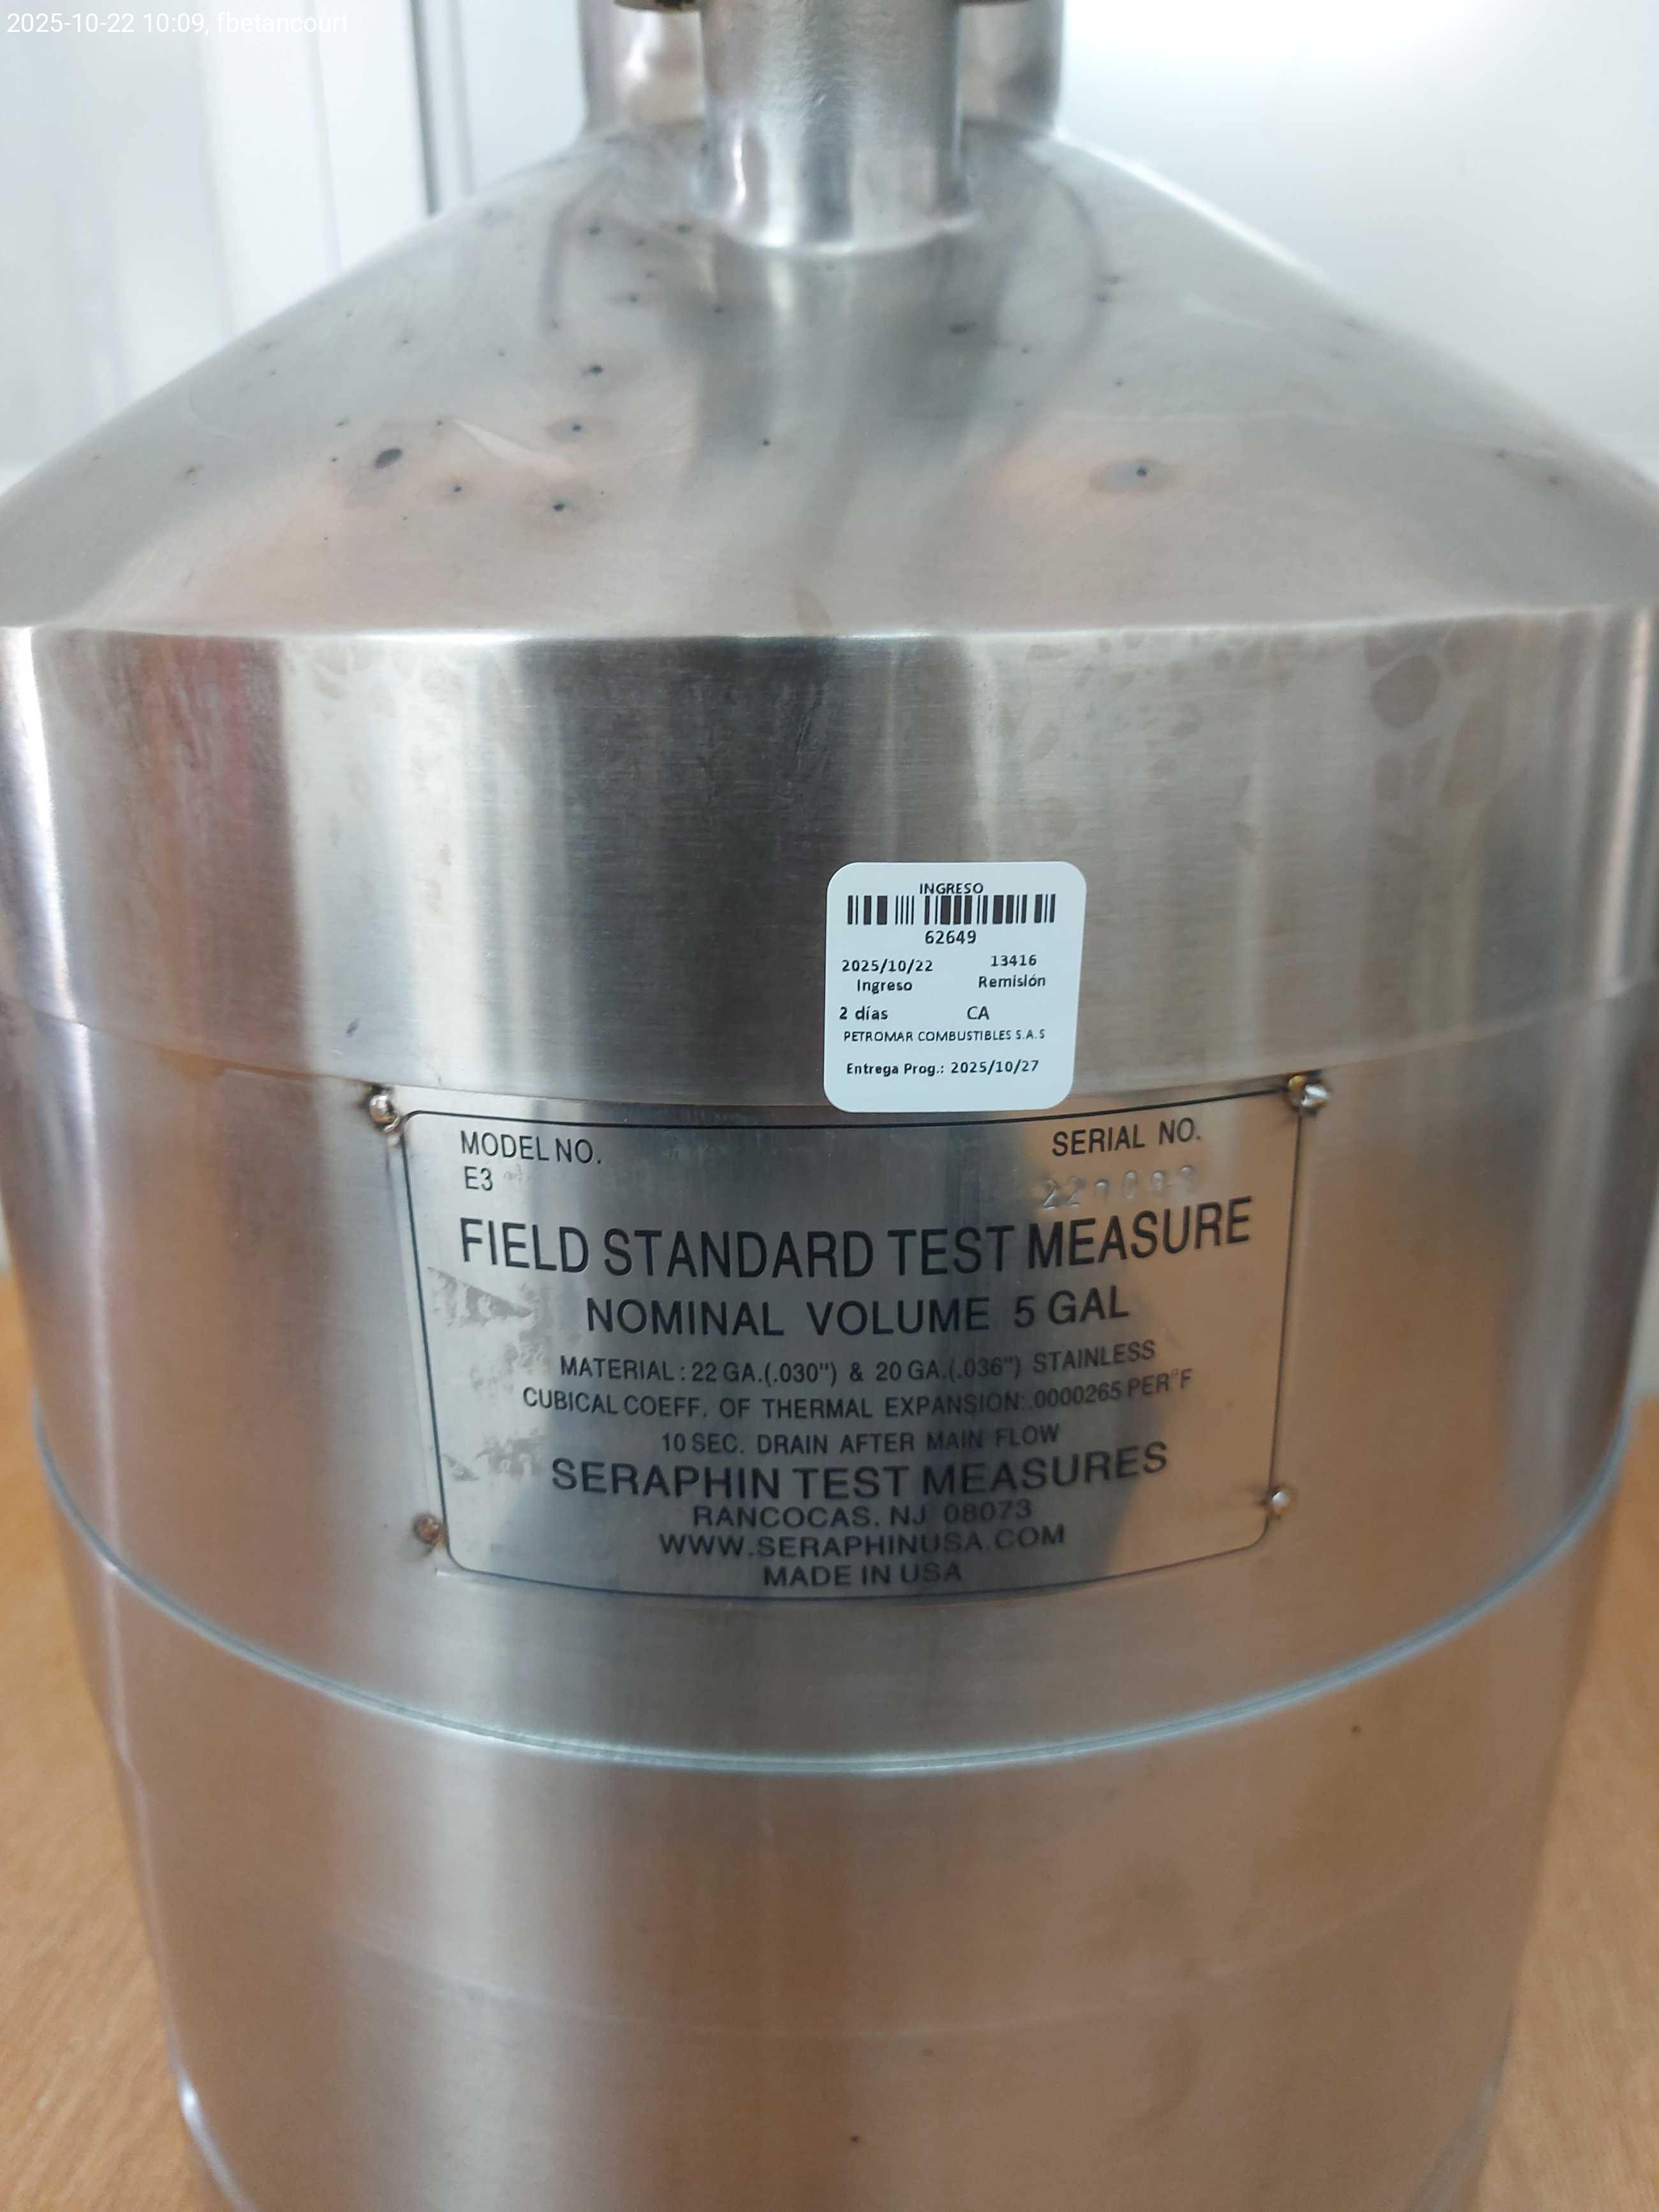 2025-10-22 10:09, fbetancourt
INGRESO
62649
2025/10/22 13416
Ingreso Remisión
2 días CA
PETROMAR COMBUSTIBLES S.A.S
Entrega Prog.: 2025/10/27
MODEL NO. SERIAL NO.
E3
FIELD STANDARD TEST MEASURE
NOMINAL VOLUME 5 GAL
MATERIAL: 22 GA.(.030") & 20 GA.(.036") STAINLESS
CUBICAL COEFF. OF THERMAL EXPANSION: .0000265 PER°F
10 SEC. DRAIN AFTER MAIN FLOW
SERAPHIN TEST MEASURES
RANCOCAS. NJ 08073
WWW.SERAPHINUSA.COM
MADE IN USA